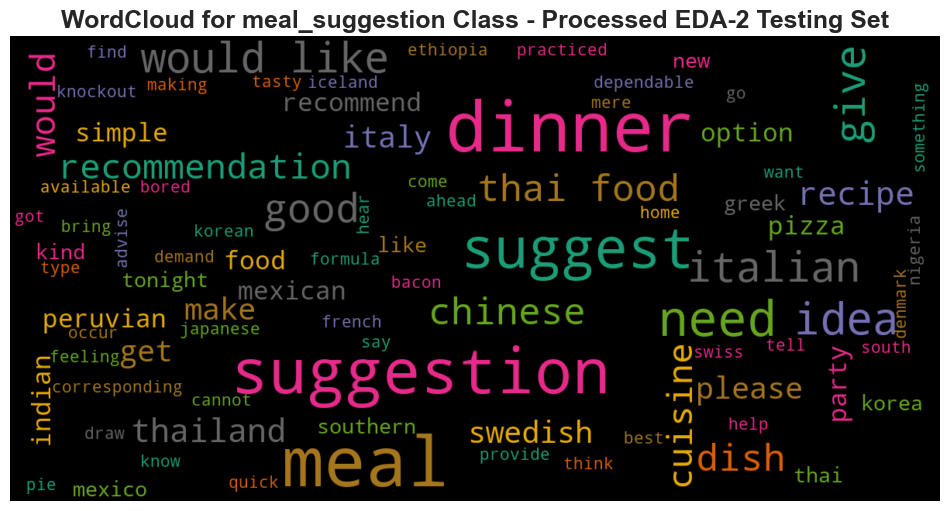 WordCloud for meal_suggestion Class - Processed EDA-2 Testing Set
find
would like
ethiopia
practiced
new
would
knockout
making
tasty
iceland
dependable
give
recommend
mere
go
something
simple
italy
dinner
option
recommendation
available
bored
come
thai food
want
recipe
good
ahead
home
greek
got
bring
advise
korean
hear
pizza
nigeria
kind
type
demand
food
formula
like
suggest
italian
tonight
mexican
bacon
denmark
peruvian
make
chinese
need
idea
occur
japanese
french
feeling
get
say
swiss
tell
south
indian
corresponding
suggestion
cuisine
please
party
korea
cannot
draw
thailand
southern
swedish
help
know
meal
provide
best
think
dish
thai
pie
mexico
quick